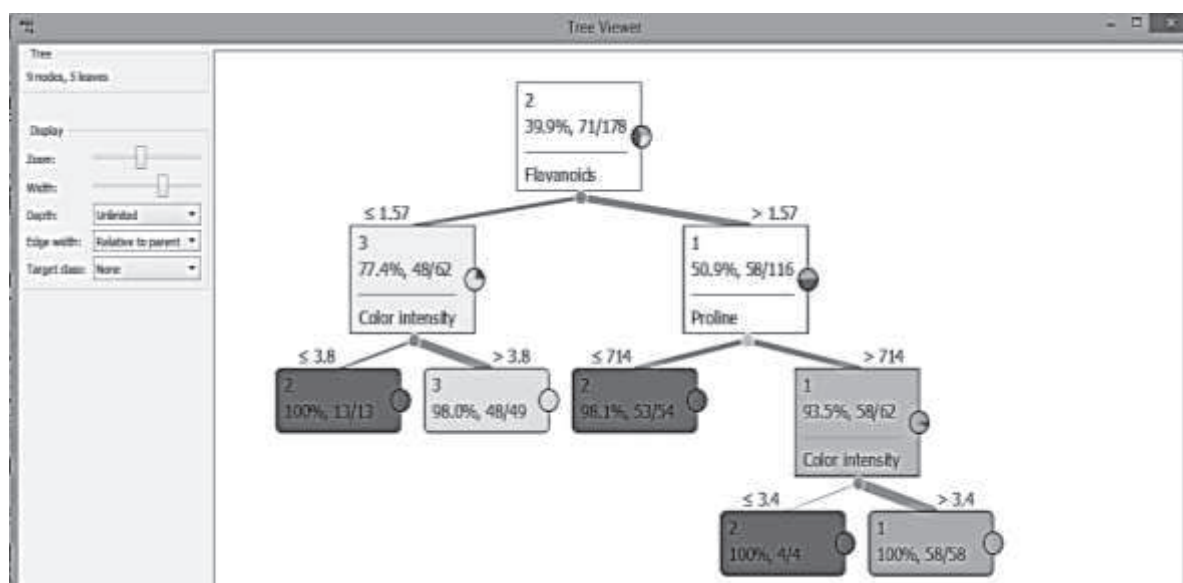 Tree Viewer
Tree
9 nodes, 5 leaves
Display
Zoom:
Width:
Depth: Unlimited
Edge width: Relative to parent
Target class: None
2
39.9%, 71/178
Flavanoids
≤ 1.57
> 1.57
3
77.4%, 48/62
Color intensity
1
50.9%, 58/116
Proline
≤ 3.8
> 3.8
≤ 714
> 714
2
100%, 13/13
3
98.0%, 48/49
2
98.1%, 53/54
1
93.5%, 58/62
Color intensity
≤ 3.4
> 3.4
2
100%, 4/4
1
100%, 58/58